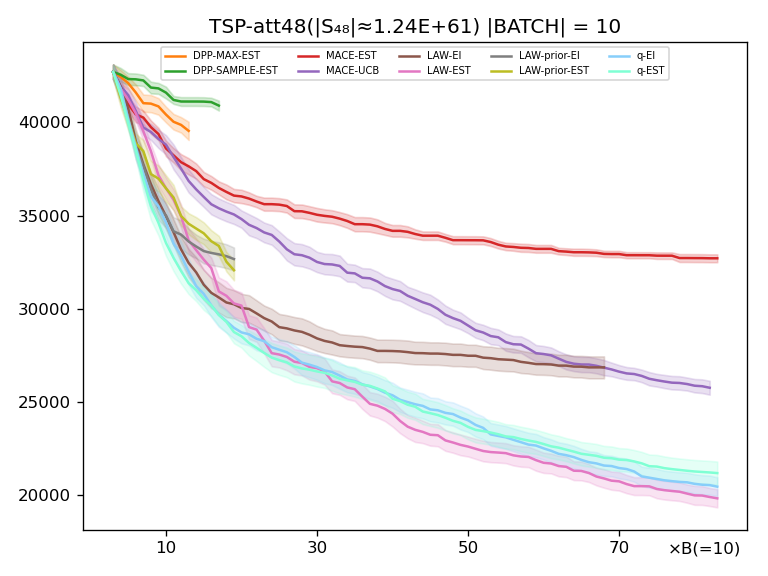 TSP-att48(|S₄₈|≈1.24E+61) |BATCH| = 10
DPP-MAX-EST MACE-EST LAW-EI LAW-prior-EI q-EI
DPP-SAMPLE-EST MACE-UCB LAW-EST LAW-prior-EST q-EST
40000
35000
30000
25000
20000
10 30 50 70 ×B(=10)